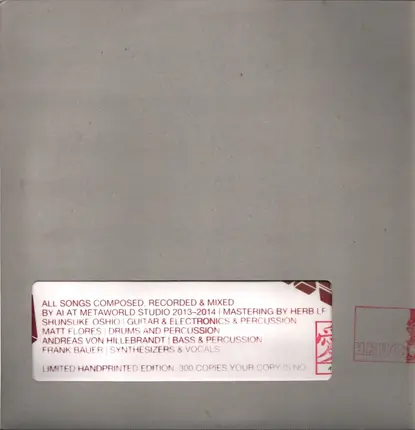 ALL SONGS COMPOSED, RECORDED & MIXED
BY AI AT METAWORLD STUDIO 2013–2014 | MASTERING BY HERB LF
SHUNSUKE OSHIO | GUITAR & ELECTRONICS & PERCUSSION
MATT FLORES | DRUMS AND PERCUSSION
ANDREAS VON HILLEBRANDT | BASS & PERCUSSION
FRANK BAUER | SYNTHESIZERS & VOCALS
LIMITED HANDPRINTED EDITION. 300 COPIES YOUR COPY IS NO